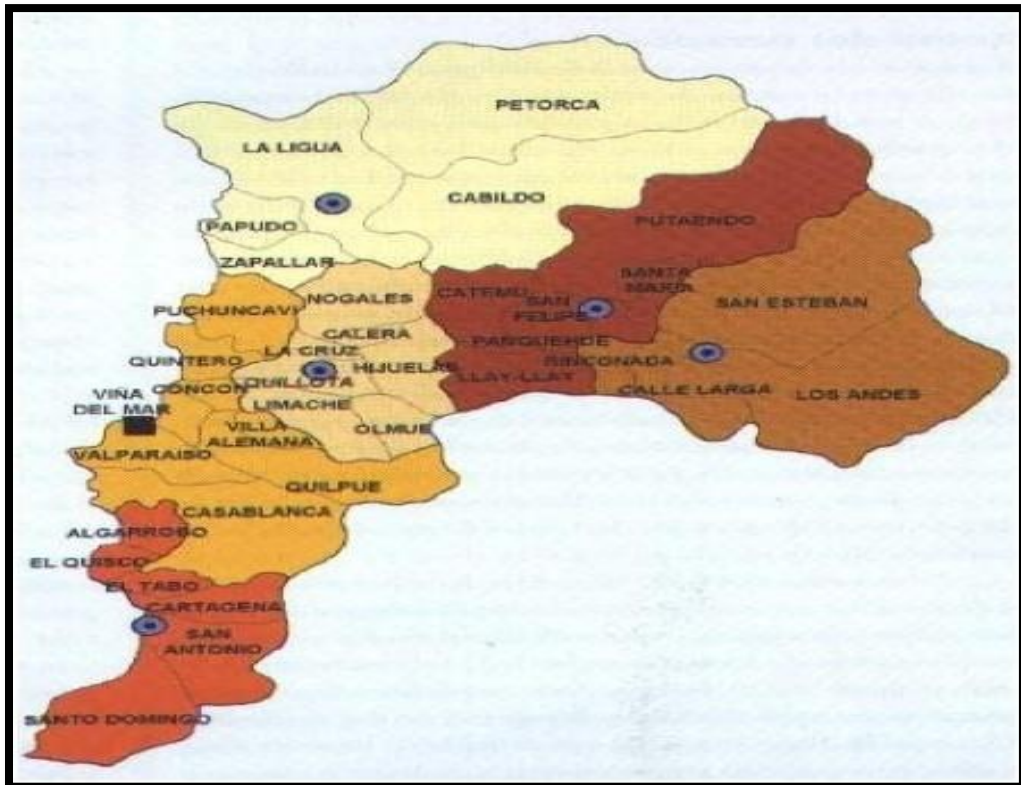 PETORCA
LA LIGUA
CABILDO
PAPUDO
PUTAENDO
ZAPALLAR
SANTA
MARIA
NOGALES
CATEMU
SAN
FELIPE
SAN ESTEBAN
PUCHUNCAVI
CALERA
PANQUEHUE
LA CRUZ
QUINTERO
HIJUELAS
RINCONADA
CONCON
QUILLOTA
LLAY-LLAY
CALLE LARGA
LOS ANDES
VIÑA
DEL MAR
LIMACHE
VILLA
ALEMANA
OLMUE
VALPARAISO
QUILPUE
CASABLANCA
ALGARROBO
EL QUISCO
EL TABO
CARTAGENA
SAN
ANTONIO
SANTO DOMINGO